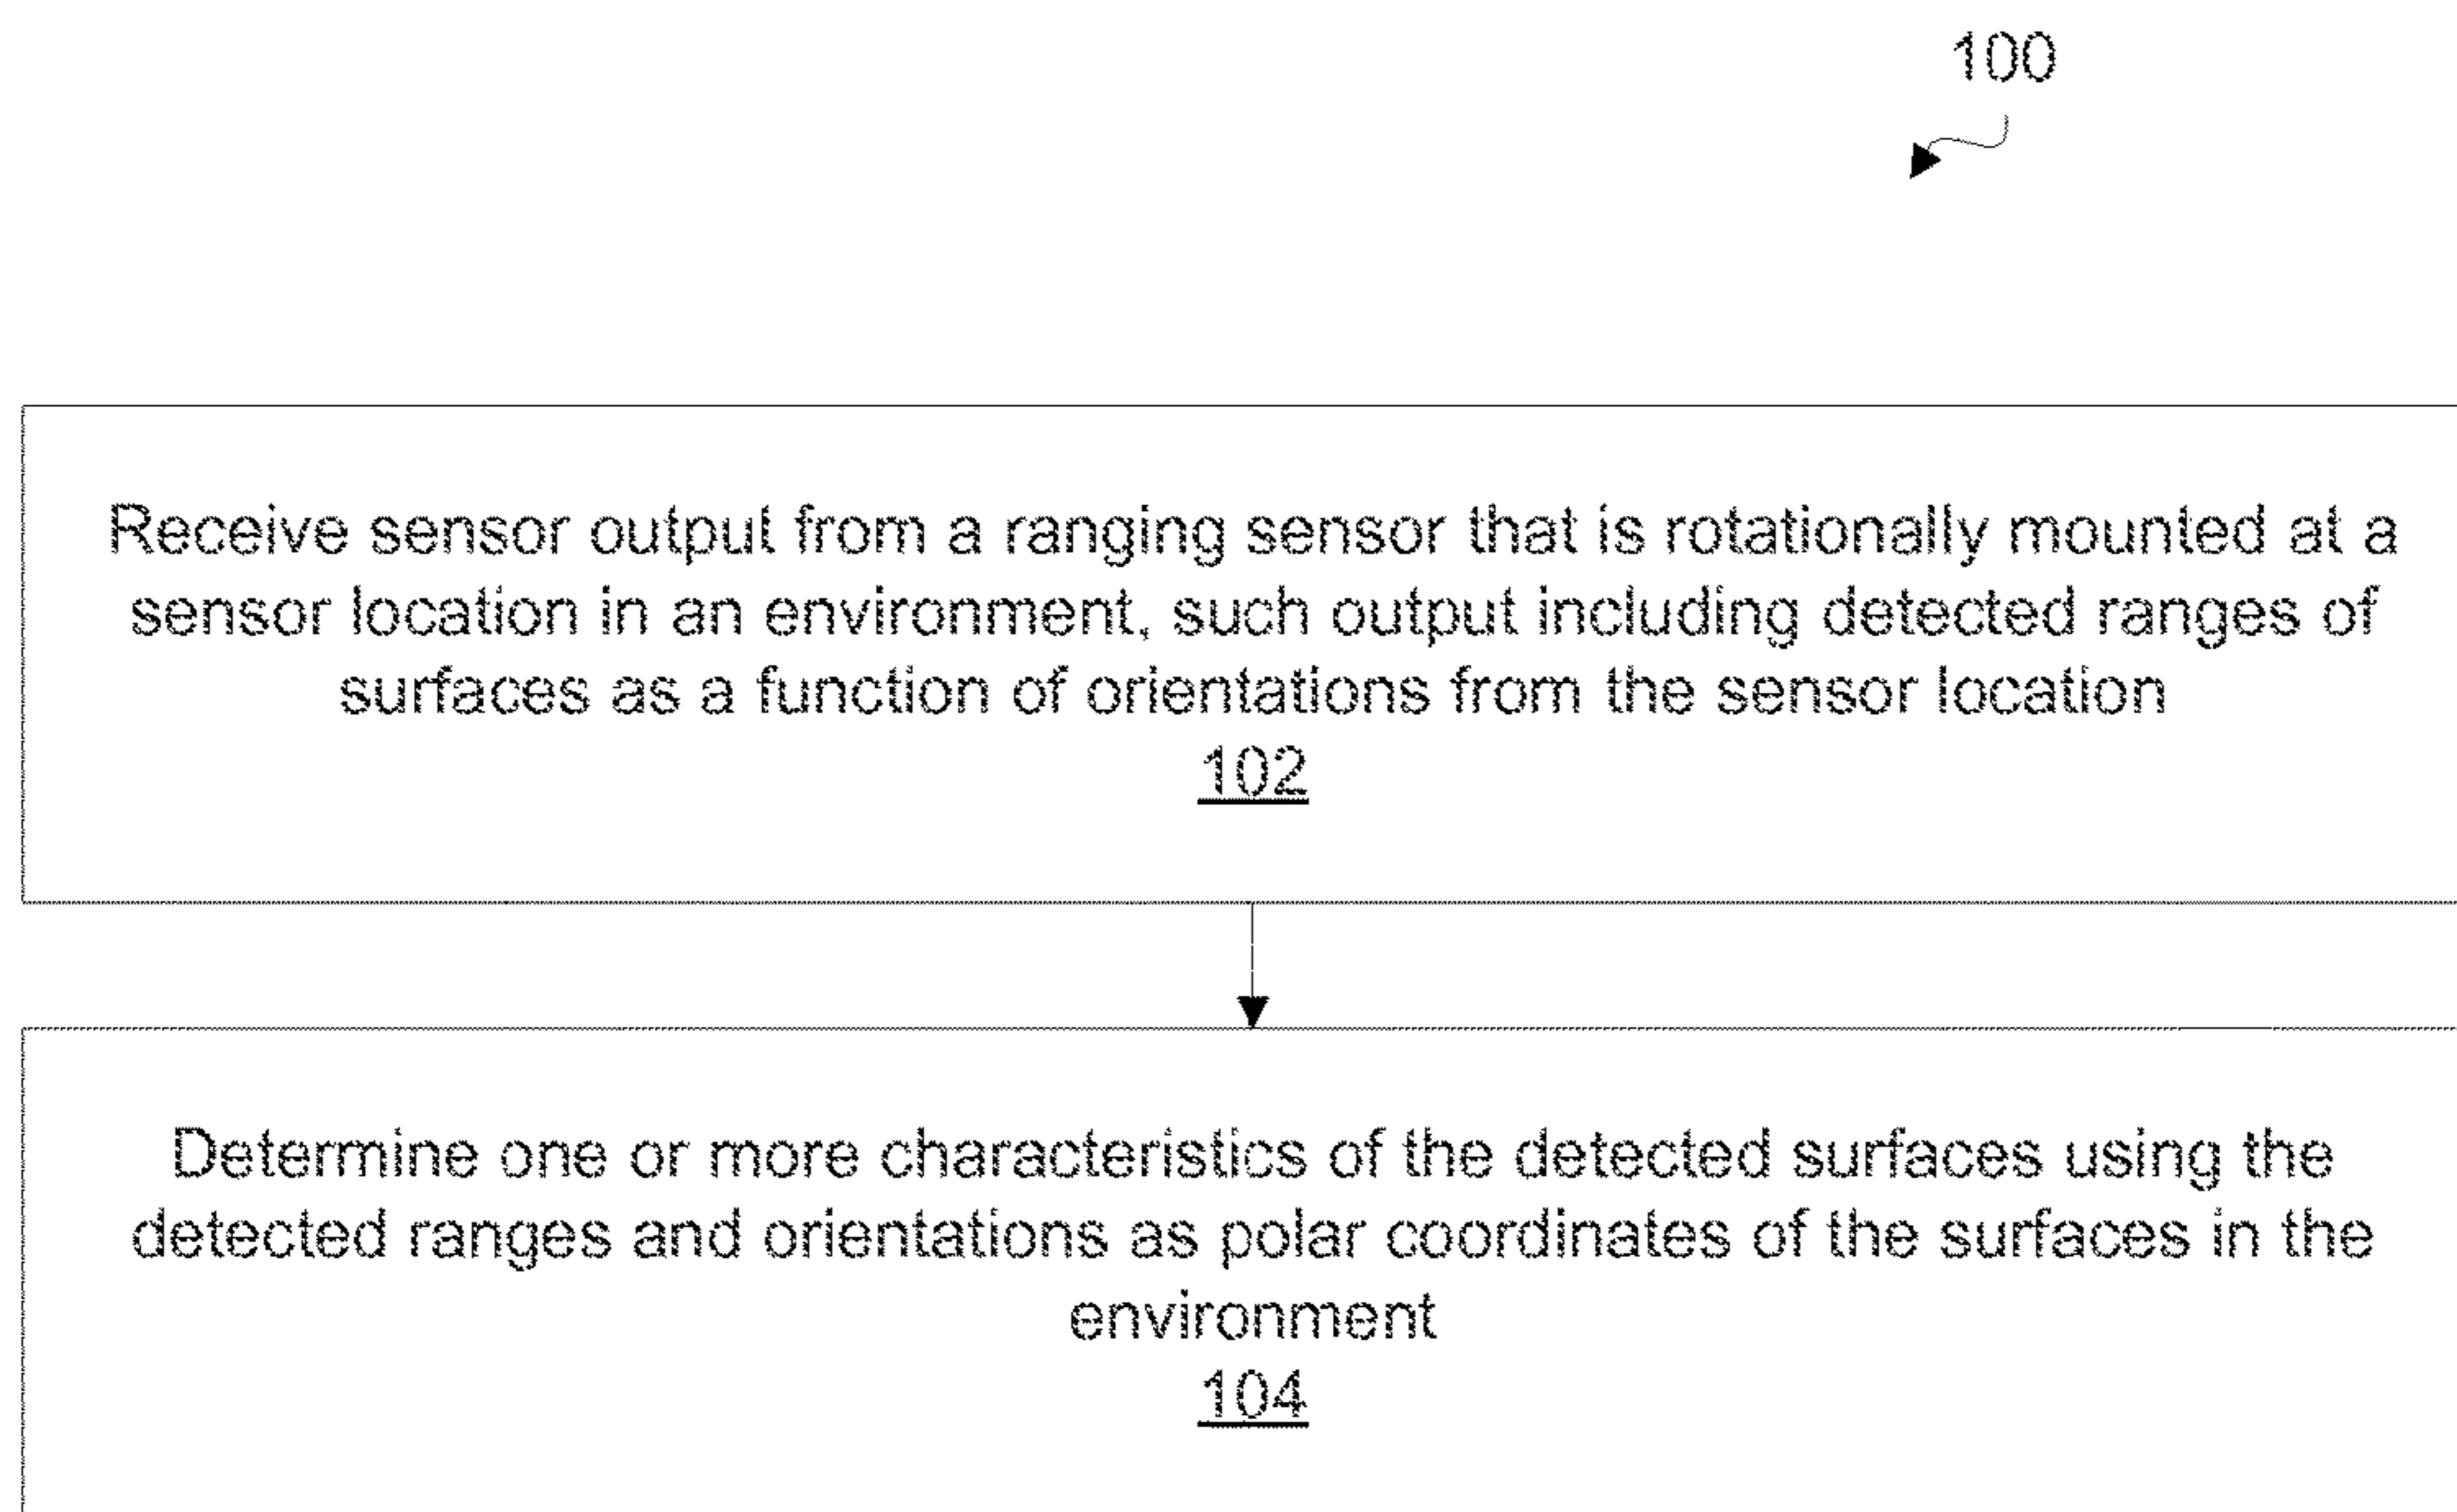 100
Receive sensor output from a ranging sensor that is rotationally mounted at a
sensor location in an environment, such output including detected ranges of
surfaces as a function of orientations from the sensor location
102
Determine one or more characteristics of the detected surfaces using the
detected ranges and orientations as polar coordinates of the surfaces in the
environment
104